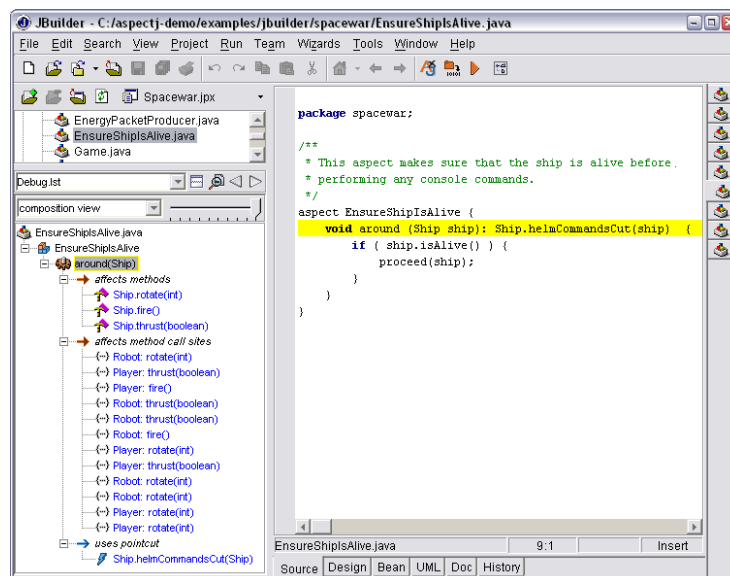 JBuilder - C:/aspectj-demo/examples/jbuilder/spacewar/EnsureShipIsAlive.java
File Edit Search View Project Run Team Wizards Tools Window Help
Spacewar.jpx
EnergyPacketProducer.java
EnsureShipIsAlive.java
Game.java
Debug.lst
composition view
EnsureShipIsAlive.java
EnsureShipIsAlive
around(Ship)
affects methods
Ship.rotate(int)
Ship.fire()
Ship.thrust(boolean)
affects method call sites
Robot: rotate(int)
Player: thrust(boolean)
Player: fire()
Robot: thrust(boolean)
Robot: thrust(boolean)
Robot: fire()
Player: rotate(int)
Player: thrust(boolean)
Robot: rotate(int)
Robot: rotate(int)
Player: rotate(int)
Player: rotate(int)
uses pointcut
Ship.helmCommandsCut(Ship)
package spacewar;
/**
* This aspect makes sure that the ship is alive before
* performing any console commands.
*/
aspect EnsureShipIsAlive {
void around (Ship ship): Ship.helmCommandsCut(ship) {
if ( ship.isAlive() ) {
proceed(ship);
}
}
}
EnsureShipIsAlive.java 9:1 Insert
Source Design Bean UML Doc History